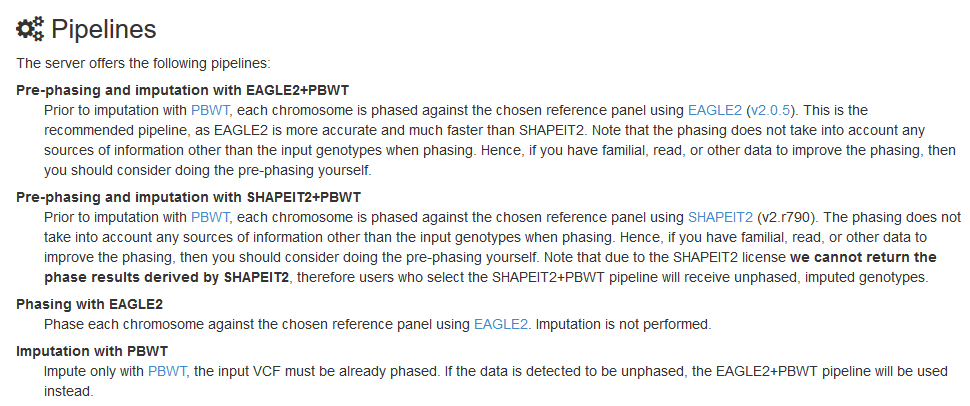 Pipelines
The server offers the following pipelines:
Pre-phasing and imputation with EAGLE2+PBWT
Prior to imputation with PBWT, each chromosome is phased against the chosen reference panel using EAGLE2 (v2.0.5). This is the
recommended pipeline, as EAGLE2 is more accurate and much faster than SHAPEIT2. Note that the phasing does not take into account any
sources of information other than the input genotypes when phasing. Hence, if you have familial, read, or other data to improve the phasing, then
you should consider doing the pre-phasing yourself.
Pre-phasing and imputation with SHAPEIT2+PBWT
Prior to imputation with PBWT, each chromosome is phased against the chosen reference panel using SHAPEIT2 (v2.r790). The phasing does not
take into account any sources of information other than the input genotypes when phasing. Hence, if you have familial, read, or other data to
improve the phasing, then you should consider doing the pre-phasing yourself. Note that due to the SHAPEIT2 license we cannot return the
phase results derived by SHAPEIT2, therefore users who select the SHAPEIT2+PBWT pipeline will receive unphased, imputed genotypes.
Phasing with EAGLE2
Phase each chromosome against the chosen reference panel using EAGLE2. Imputation is not performed.
Imputation with PBWT
Impute only with PBWT, the input VCF must be already phased. If the data is detected to be unphased, the EAGLE2+PBWT pipeline will be used
instead.